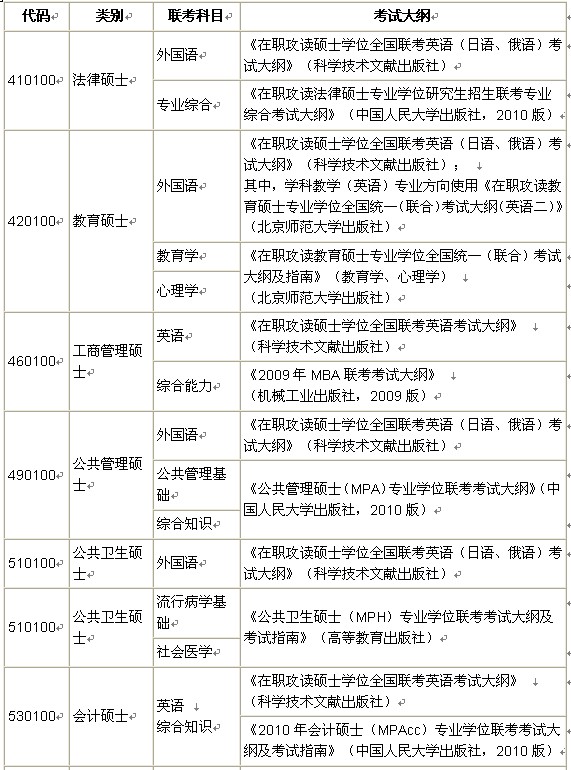 代码 类别 联考科目 考试大纲
410100 法律硕士
外国语
《在职攻读硕士学位全国联考英语(日语、俄语)考
试大纲》(科学技术文献出版社)
专业综合
《在职攻读法律硕士专业学位研究生招生联考专业
综合考试大纲》(中国人民大学出版社,2010版)
420100 教育硕士
外国语
《在职攻读硕士学位全国联考英语(日语、俄语)考
试大纲》(科学技术文献出版社);
其中,学科教学(英语)专业方向使用《在职攻读教
育硕士专业学位全国统一(联合)考试大纲(英语二)》
(北京师范大学出版社)
教育学
心理学
《在职攻读教育硕士专业学位全国统一(联合)考试
大纲及指南》(教育学、心理学)
(北京师范大学出版社)
460100
工商管理硕
士
英语
《在职攻读硕士学位全国联考英语考试大纲》
(科学技术文献出版社)
综合能力
《2009年MBA联考考试大纲》
(机械工业出版社,2009版)
490100
公共管理硕
士
外国语
《在职攻读硕士学位全国联考英语(日语、俄语)考
试大纲》(科学技术文献出版社)
公共管理基
础
综合知识
《公共管理硕士(MPA)专业学位联考考试大纲》(中
国人民大学出版社,2010版)
510100
公共卫生硕
士
外国语
《在职攻读硕士学位全国联考英语(日语、俄语)考
试大纲》(科学技术文献出版社)
510100
公共卫生硕
士
流行病学基
础
社会医学
《公共卫生硕士(MPH)专业学位联考考试大纲及
考试指南》(高等教育出版社)
530100 会计硕士
英语
综合知识
《在职攻读硕士学位全国联考英语考试大纲》
(科学技术文献出版社)
《2010年会计硕士(MPAcc)专业学位联考考试大
纲及考试指南》(中国人民大学出版社,2010版)